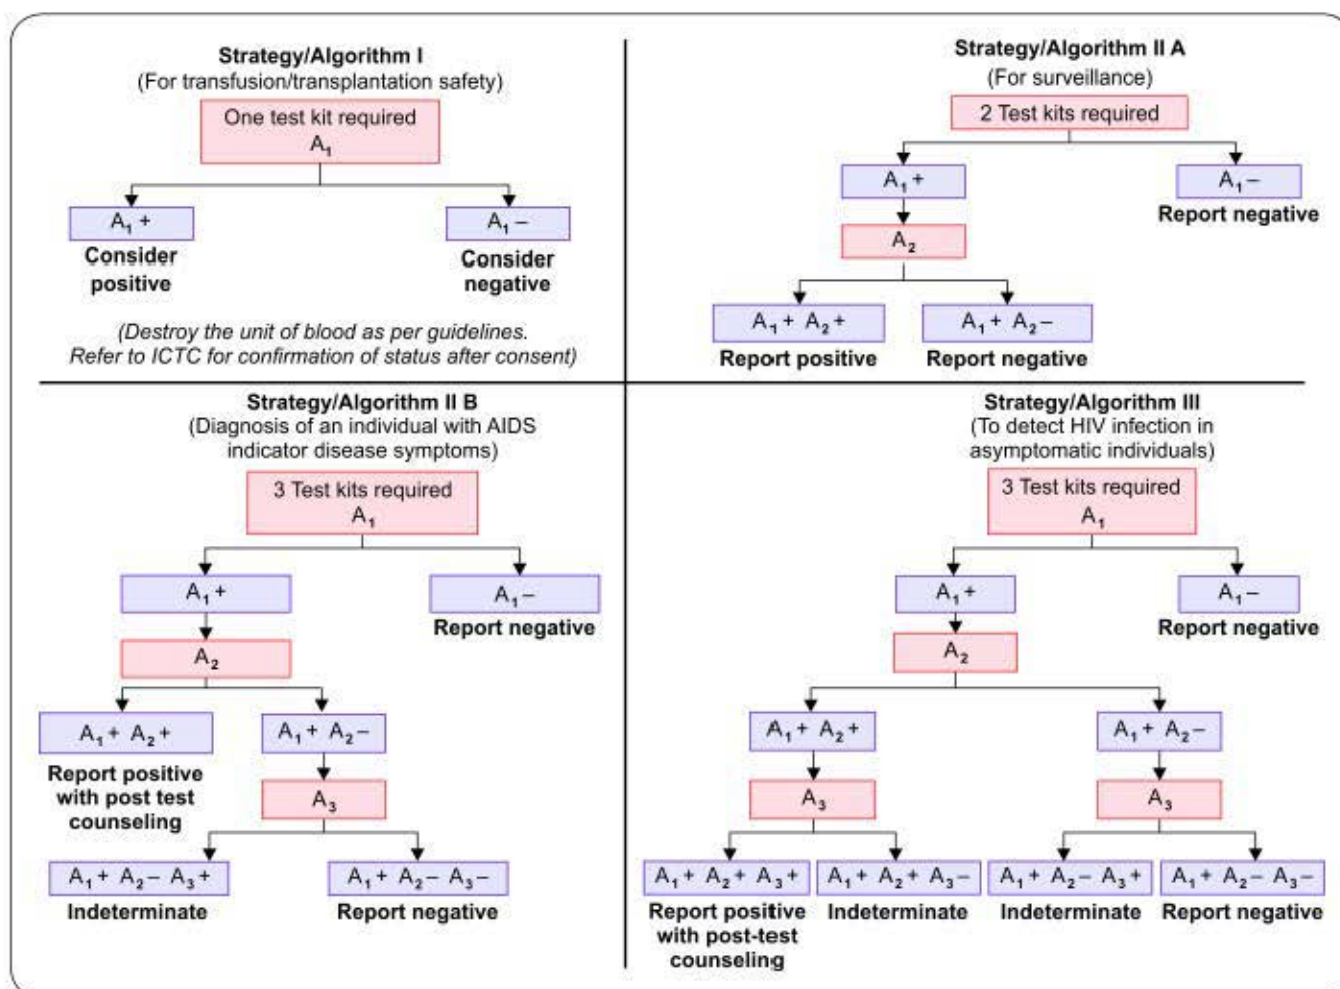 Strategy/Algorithm I
(For transfusion/transplantation safety)
One test kit required
A₁
A₁ +
A₁ –
Consider
positive
Consider
negative
(Destroy the unit of blood as per guidelines.
Refer to ICTC for confirmation of status after consent)
Strategy/Algorithm II A
(For surveillance)
2 Test kits required
A₁ +
A₁ –
Report negative
A₂
A₁ + A₂ +
A₁ + A₂ –
Report positive
Report negative
Strategy/Algorithm II B
(Diagnosis of an individual with AIDS
indicator disease symptoms)
3 Test kits required
A₁
A₁ +
A₁ –
Report negative
A₂
A₁ + A₂ +
A₁ + A₂ –
Report positive
with post test
counseling
A₃
A₁ + A₂ – A₃ +
A₁ + A₂ – A₃ –
Indeterminate
Report negative
Strategy/Algorithm III
(To detect HIV infection in
asymptomatic individuals)
3 Test kits required
A₁
A₁ +
A₁ –
Report negative
A₂
A₁ + A₂ +
A₁ + A₂ –
A₃
A₃
A₁ + A₂ + A₃ +
A₁ + A₂ + A₃ –
A₁ + A₂ – A₃ +
A₁ + A₂ – A₃ –
Report positive
with post-test
counseling
Indeterminate
Indeterminate
Report negative